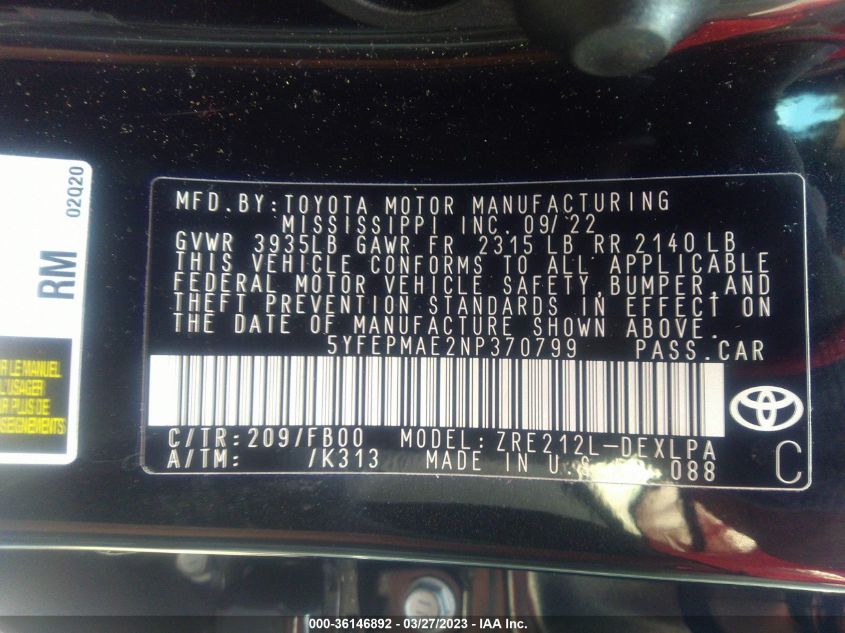 02Q20
RM
R LE MANUEL
L'USAGER
R PLUS DE
SEIGNEMENTS
MFD.BY:TOYOTA MOTOR MANUFACTURING
MISSISSIPPI INC. 09/22
GVWR 3935LB GAWR FR 2315 LB RR 2140 LB
THIS VEHICLE CONFORMS TO ALL APPLICABLE
FEDERAL MOTOR VEHICLE SAFETY, BUMPER, AND
THEFT PREVENTION STANDARDS IN EFFECT ON
THE DATE OF MANUFACTURE SHOWN ABOVE.
5YFEPMAE2NP370799 PASS.CAR
C/TR:209/FB00 MODEL:ZRE212L-DEXLPA
A/TM: /K313 MADE IN U.S. 088
C
000-36146892 — 03/27/2023 — IAA Inc.